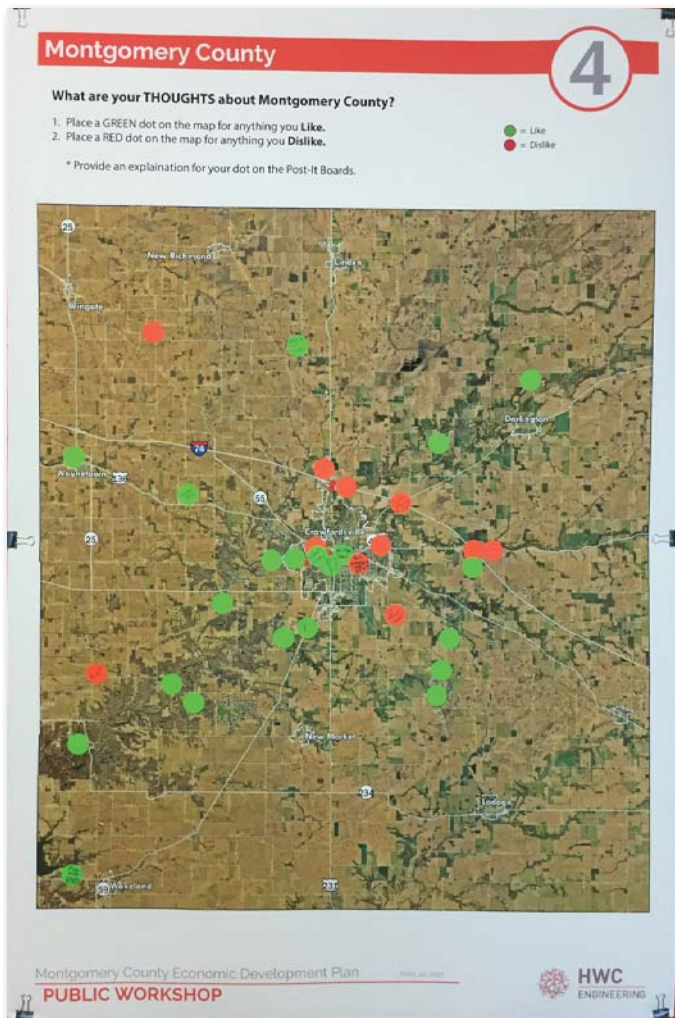 Montgomery County
4
What are your THOUGHTS about Montgomery County?
1. Place a GREEN dot on the map for anything you Like.
2. Place a RED dot on the map for anything you Dislike.
* Provide an explaination for your dot on the Post-It Boards.
= Like
= Dislike
25
New Richmond
Linden
Wingate
Darlington
74
Waynetown
136
55
25
Crawfordsville
New Market
234
Ladoga
59
Waveland
231
Montgomery County Economic Development Plan
PUBLIC WORKSHOP
HWC
ENGINEERING